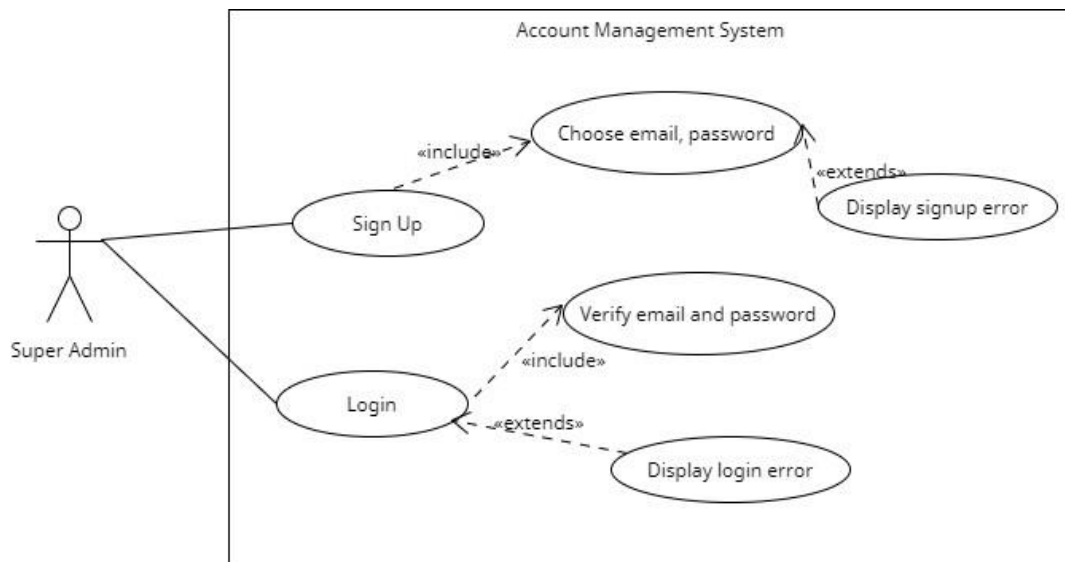 Account Management System
Choose email, password
«include»
«extends»
Sign Up
Display signup error
Super Admin
Verify email and password
«include»
Login
«extends»
Display login error